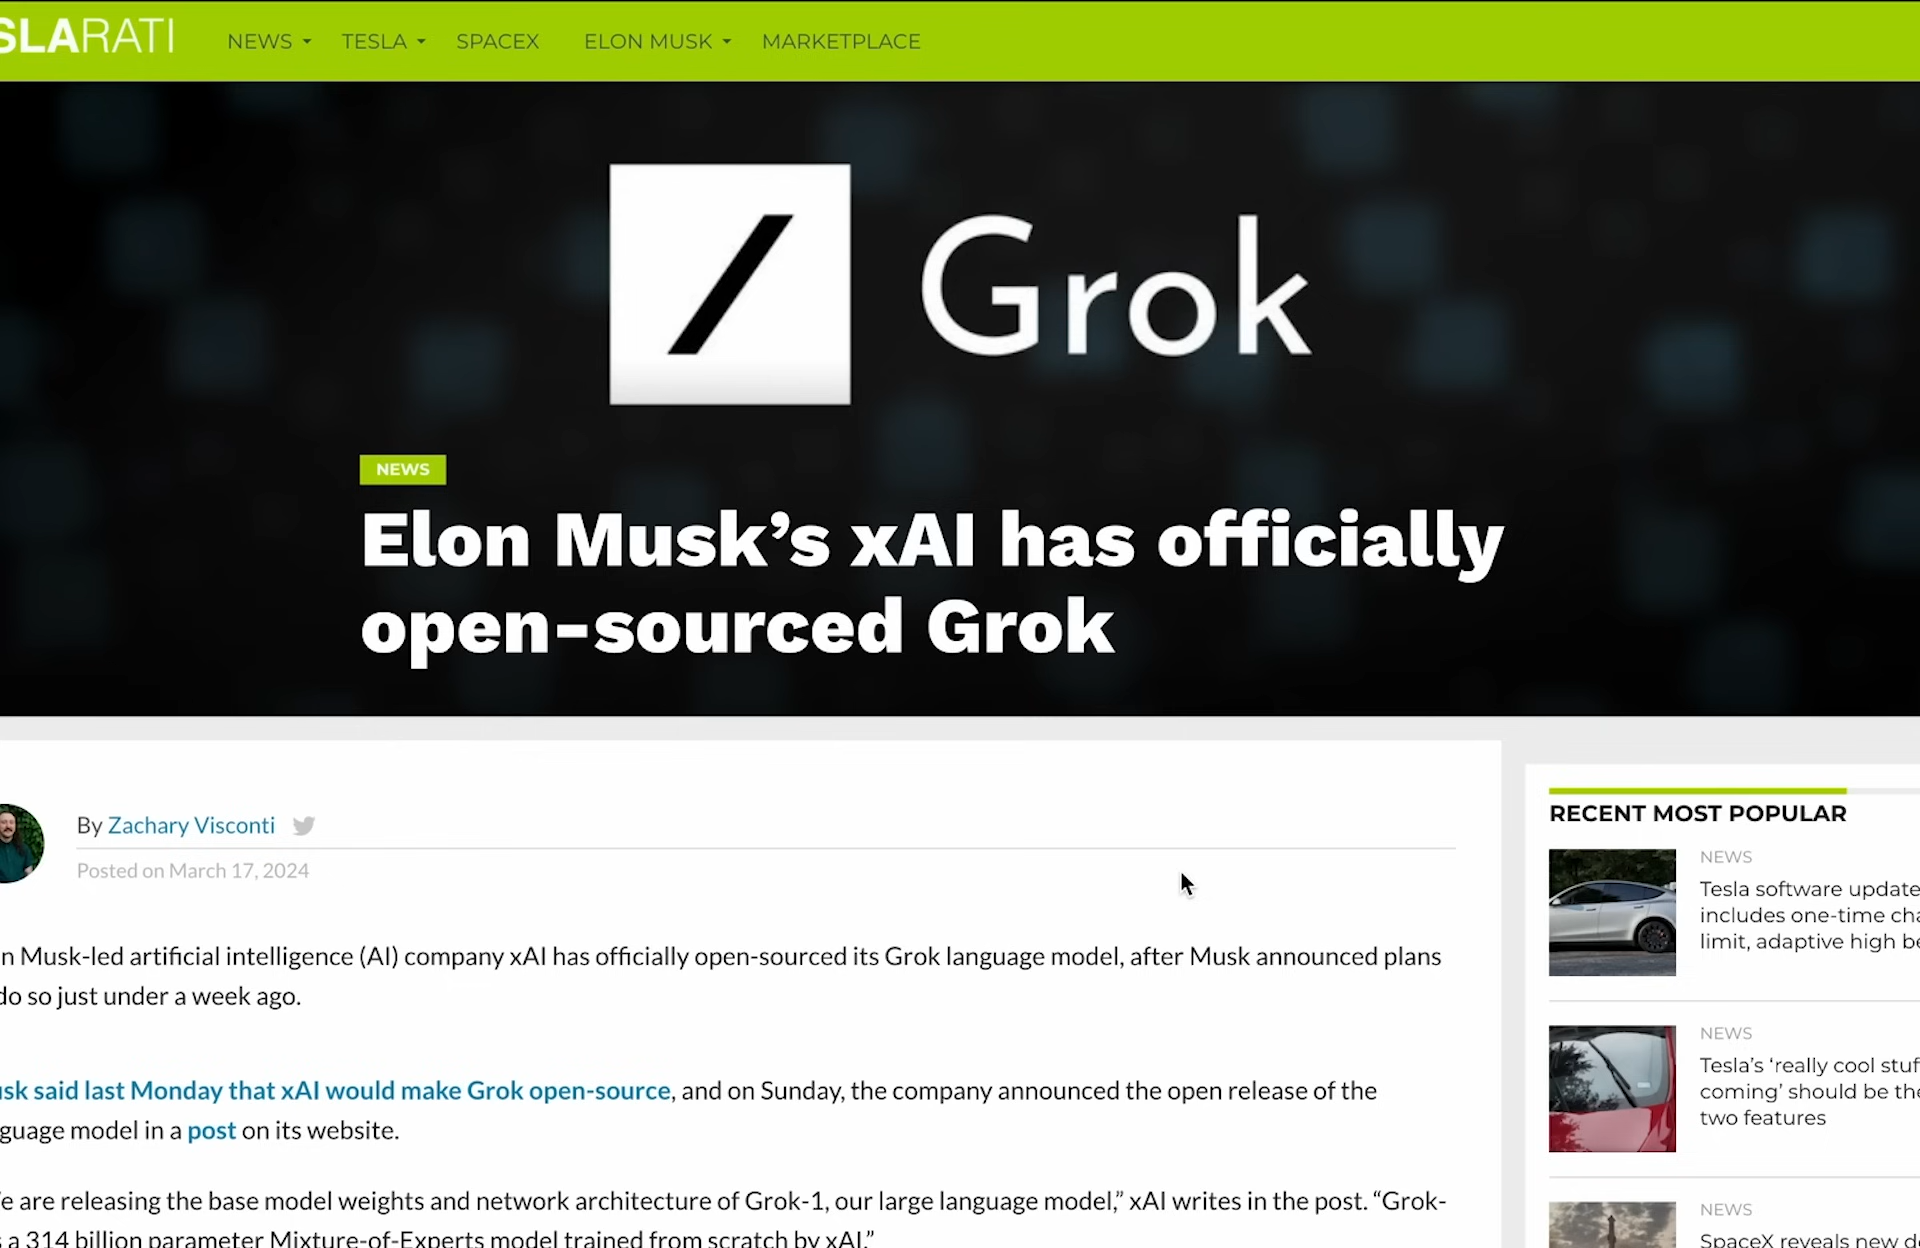 SLARATI
NEWS
TESLA
SPACEX
ELON MUSK
MARKETPLACE
Grok
NEWS
Elon Musk’s xAI has officially
open-sourced Grok
By Zachary Visconti
Posted on March 17, 2024
n Musk-led artificial intelligence (AI) company xAI has officially open-sourced its Grok language model, after Musk announced plans
do so just under a week ago.
usk said last Monday that xAI would make Grok open-source, and on Sunday, the company announced the open release of the
guage model in a post on its website.
e are releasing the base model weights and network architecture of Grok-1, our large language model,” xAI writes in the post. “Grok-
s a 314 billion parameter Mixture-of-Experts model trained from scratch by xAI.”
RECENT MOST POPULAR
NEWS
Tesla software update
includes one-time cha
limit, adaptive high be
NEWS
Tesla’s ‘really cool stuf
coming’ should be the
two features
NEWS
SpaceX reveals new d